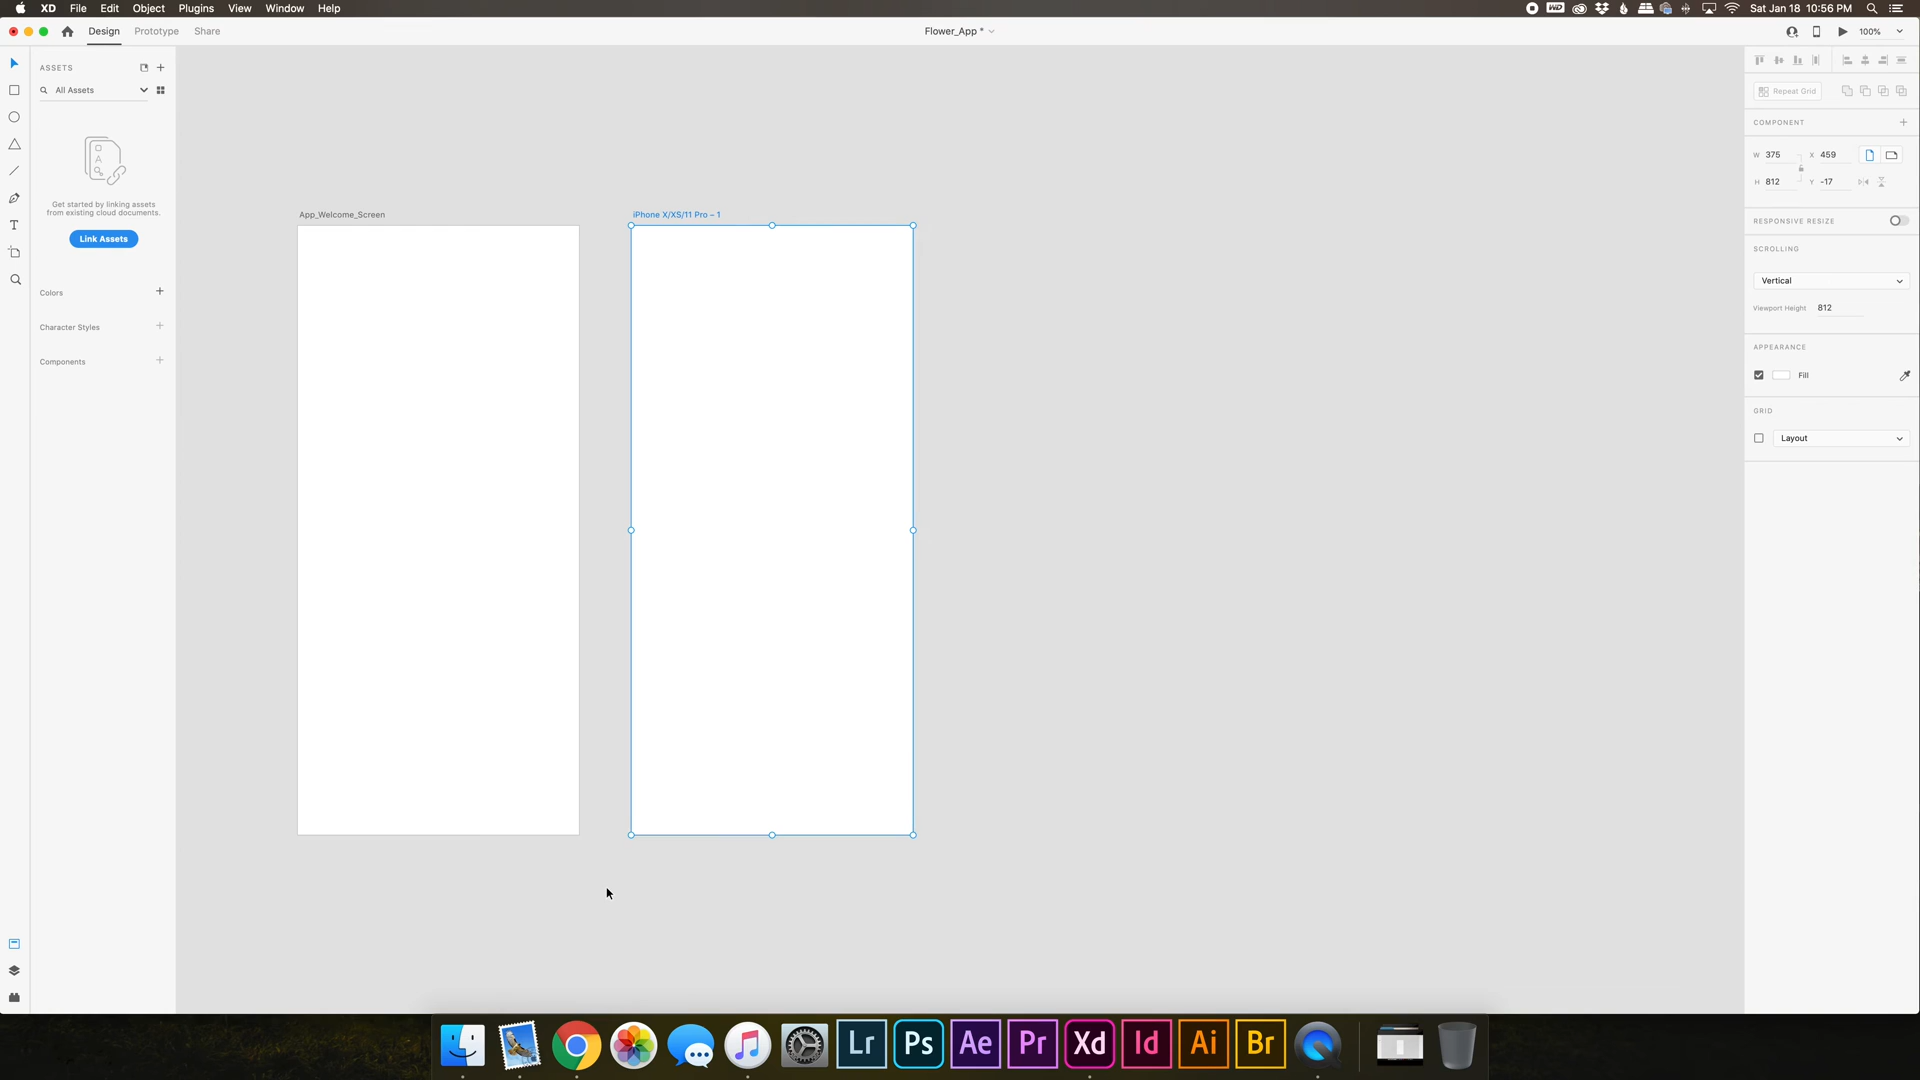 XD File Edit Object Plugins View Window Help
Sat Jan 18 10:56 PM
Design Prototype Share
Flower_App *
100%
ASSETS
All Assets
Get started by linking assets
from existing cloud documents.
Link Assets
Colors
Character Styles
Components
App_Welcome_Screen
iPhone X/XS/11 Pro – 1
Repeat Grid
COMPONENT
W 375 X 459
H 812 Y -17
RESPONSIVE RESIZE
SCROLLING
Vertical
Viewport Height 812
APPEARANCE
Fill
GRID
Layout
Lr Ps Ae Pr Xd Id Ai Br